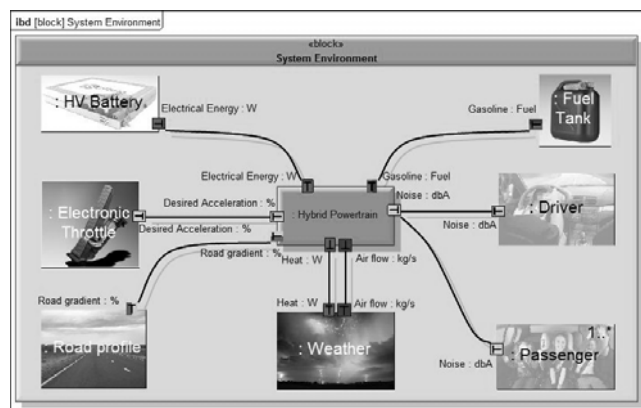 ibd [block] System Environment
«block»
System Environment
: HV Battery
Electrical Energy : W
Gasoline : Fuel
: Fuel
Tank
Electrical Energy : W
Gasoline : Fuel
Noise : dbA
Desired Acceleration : %
: Hybrid Powertrain
: Electronic
Throttle
: Driver
Desired Acceleration : %
Noise : dbA
Road gradient : %
Heat : W
Air flow : kg/s
Road gradient : %
Heat : W
Air flow : kg/s
1..*
: Road profile
: Weather
: Passenger
Noise : dbA